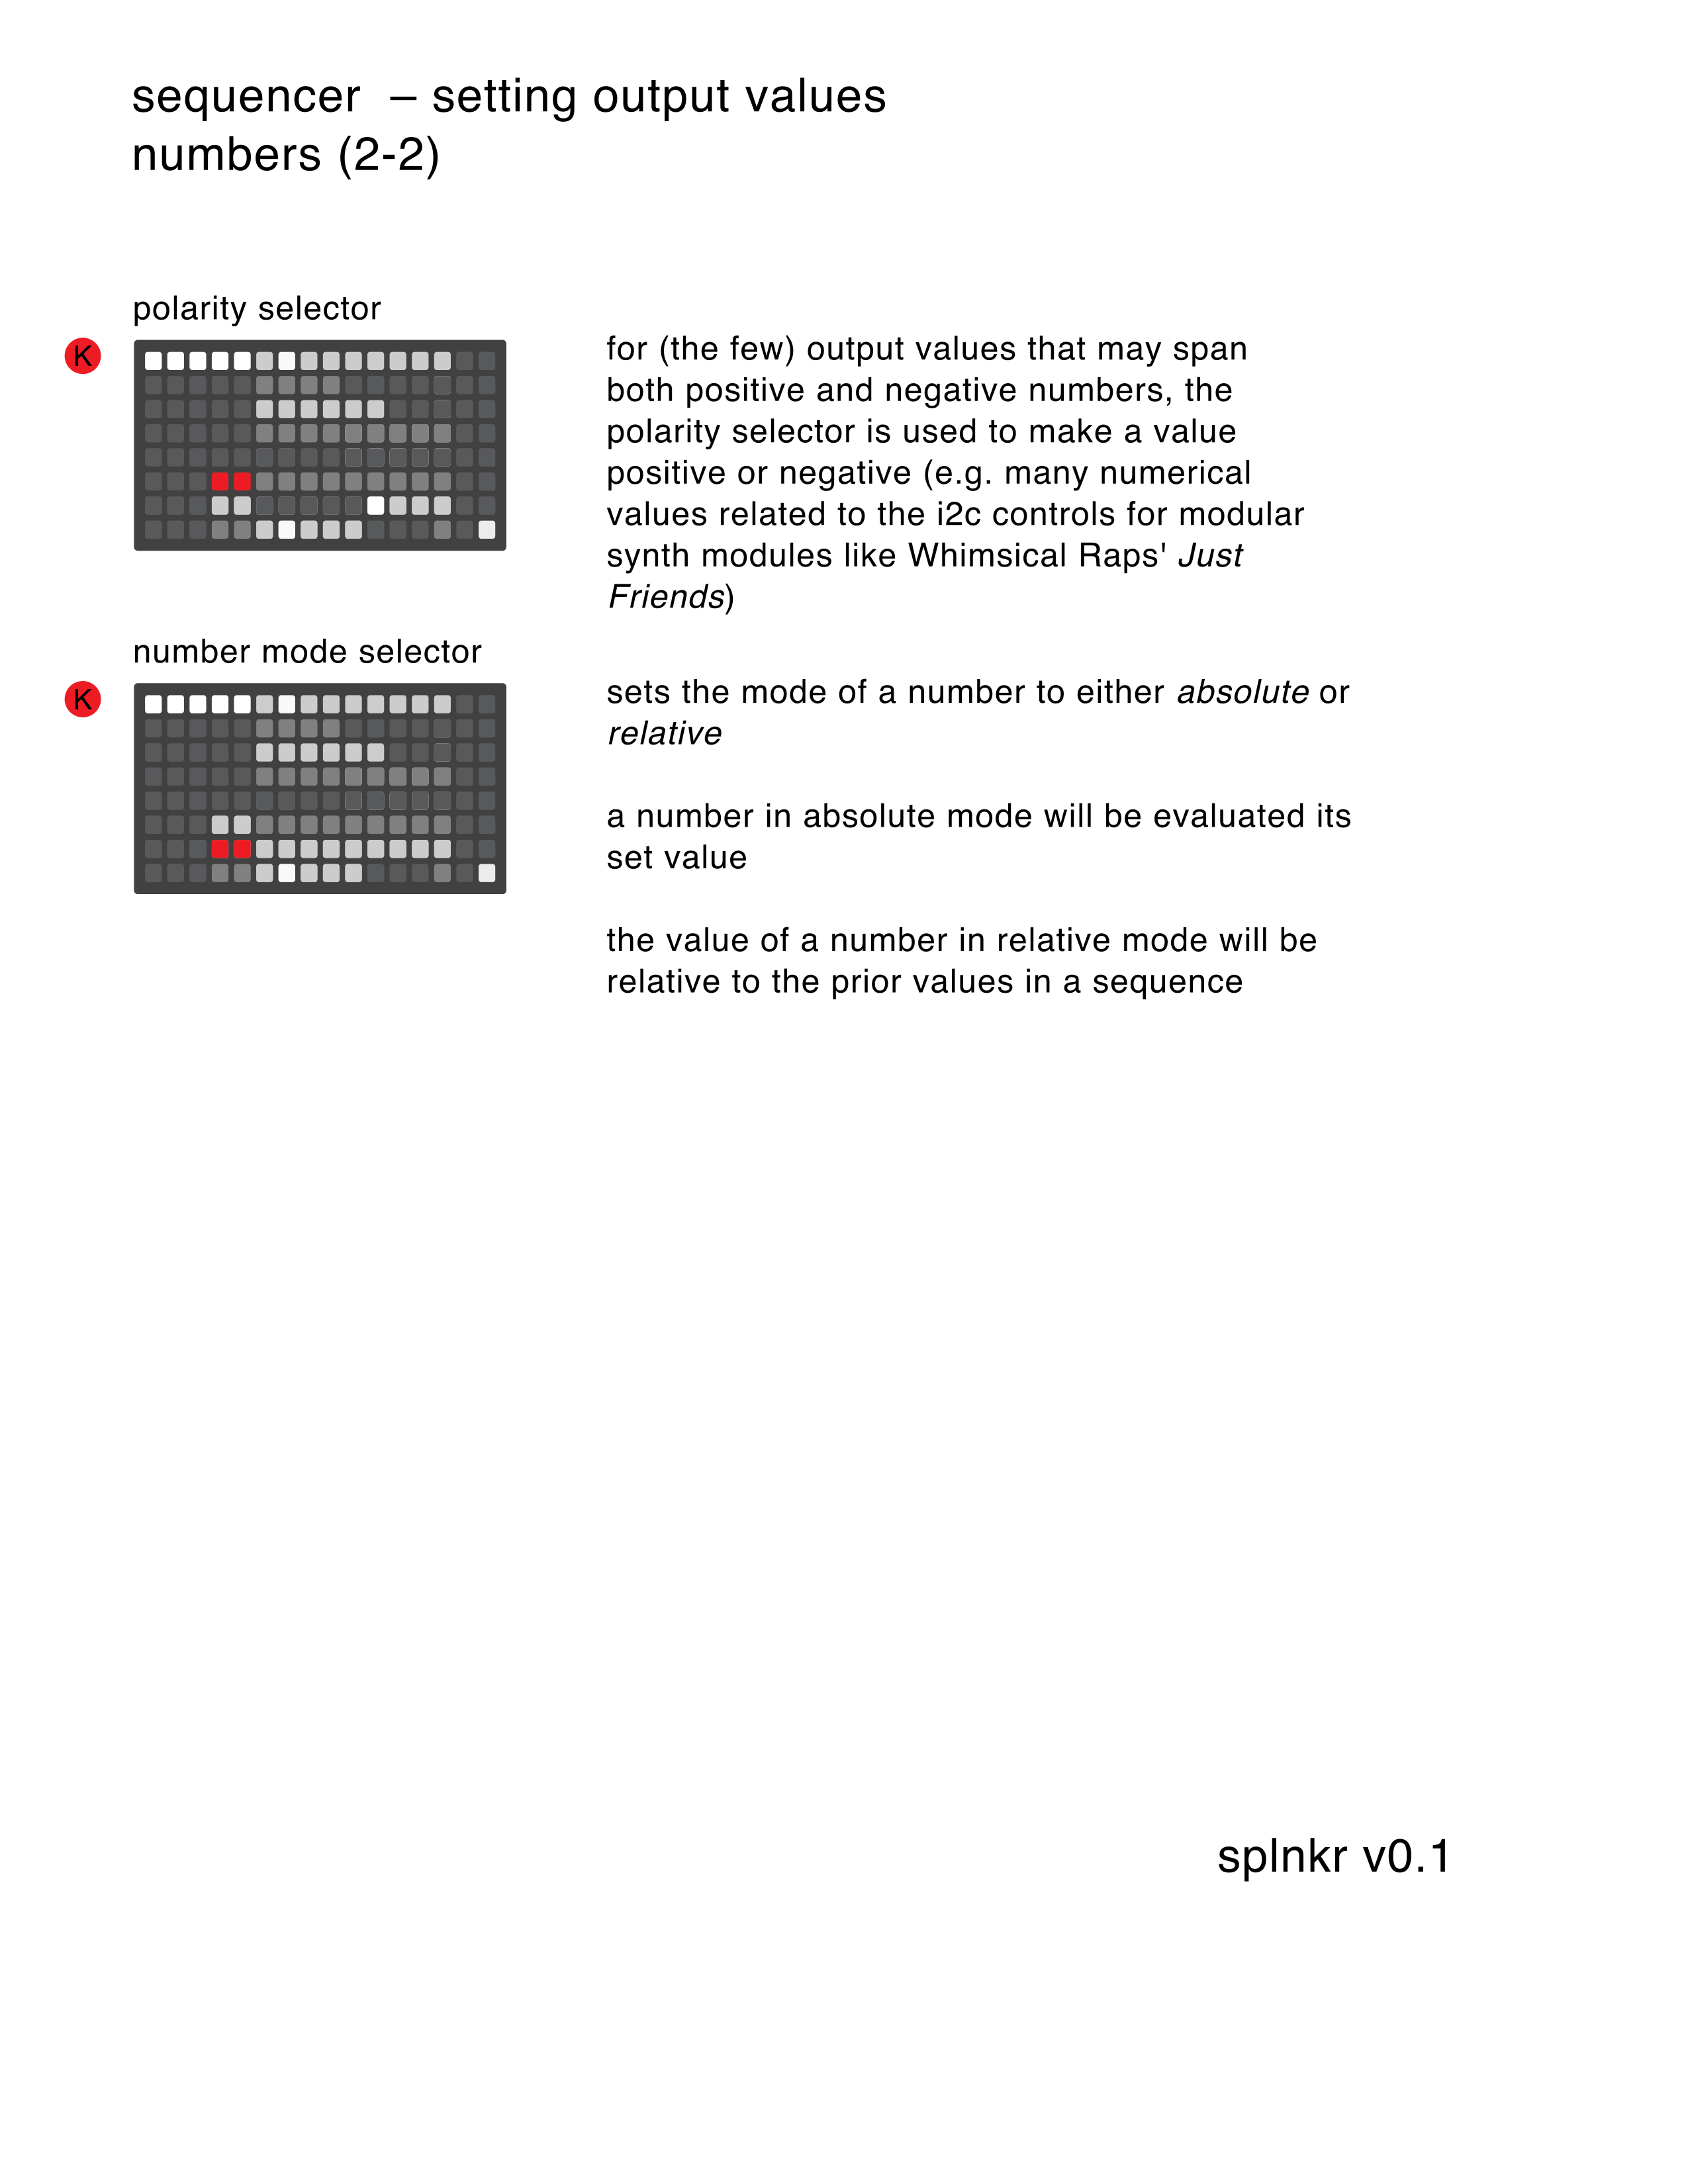 sequencer – setting output values
numbers (2-2)
polarity selector
K
for (the few) output values that may span
both positive and negative numbers, the
polarity selector is used to make a value
positive or negative (e.g. many numerical
values related to the i2c controls for modular
synth modules like Whimsical Raps' Just
Friends)
number mode selector
K
sets the mode of a number to either absolute or
relative
a number in absolute mode will be evaluated its
set value
the value of a number in relative mode will be
relative to the prior values in a sequence
splnkr v0.1